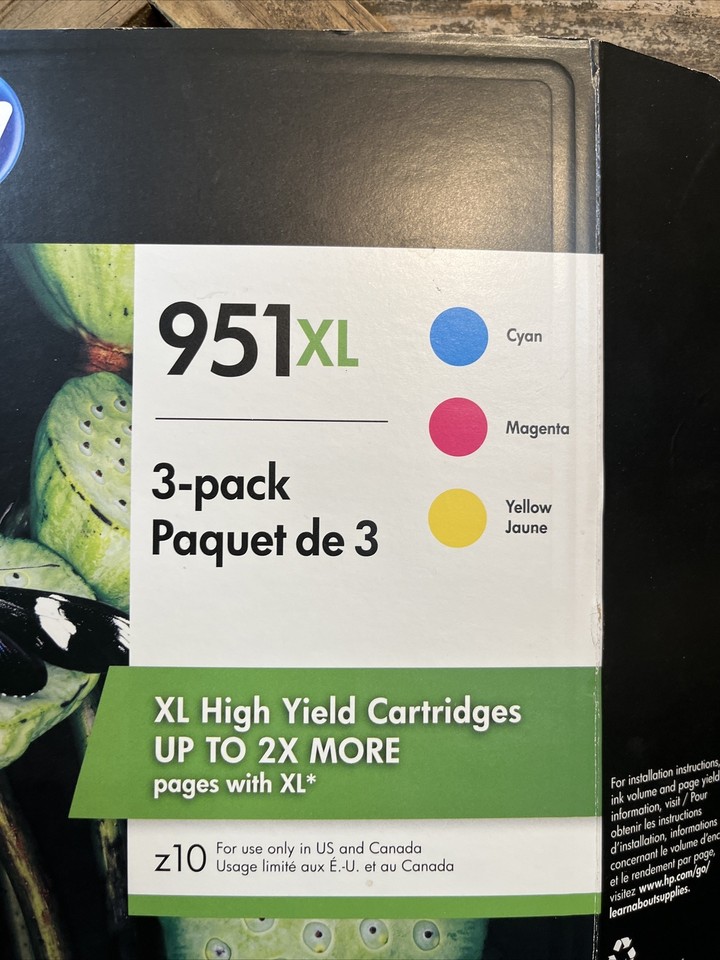 951XL
3-pack
Paquet de 3
Cyan
Magenta
Yellow
Jaune
XL High Yield Cartridges
UP TO 2X MORE
pages with XL*
z10
For use only in US and Canada
Usage limité aux É.-U. et au Canada
For installation instructions,
ink volume and page yield
information, visit / Pour
obtenir les instructions
d'installation, informations
concernant le volume d'enc
et le rendement par page,
visitez www.hp.com/go/
learnaboutsupplies.